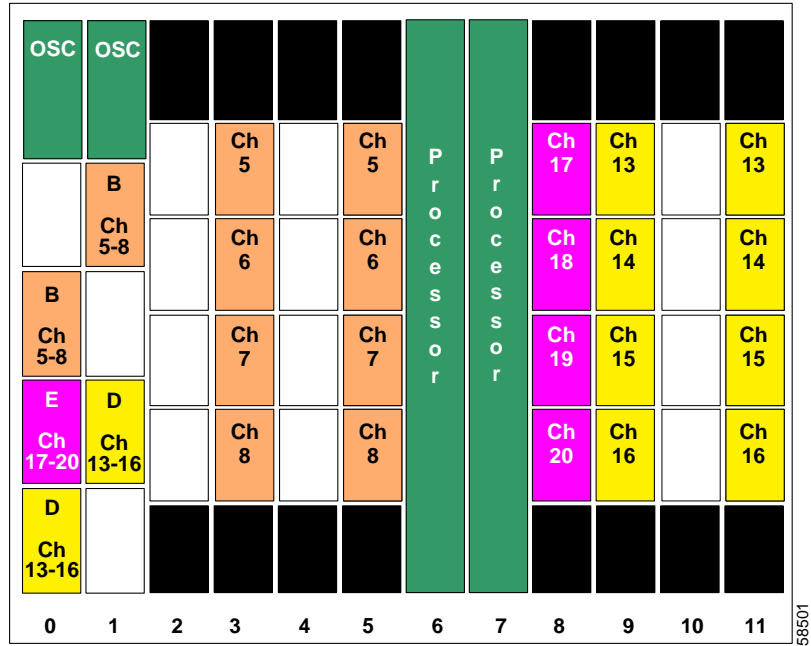 OSC OSC
Ch 5 Ch 5 Ch 17 Ch 13 Ch 13
Processor Processor
B Ch 5-8
Ch 6 Ch 6 Ch 18 Ch 14 Ch 14
B Ch 5-8
Ch 7 Ch 7 Ch 19 Ch 15 Ch 15
E Ch 17-20 D Ch 13-16
Ch 8 Ch 8 Ch 20 Ch 16 Ch 16
D Ch 13-16
0 1 2 3 4 5 6 7 8 9 10 11
58501